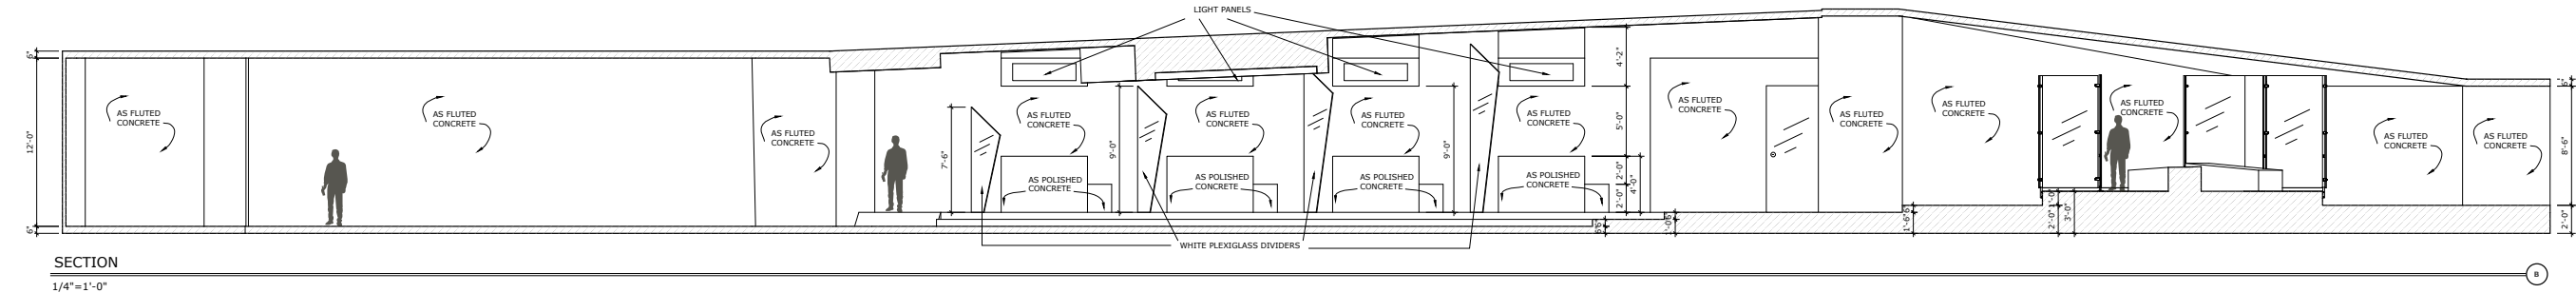 LIGHT PANELS
6"
12'-0"
6"
AS FLUTED
CONCRETE
AS FLUTED
CONCRETE
AS FLUTED
CONCRETE
7'-6"
AS FLUTED
CONCRETE
AS POLISHED
CONCRETE
9'-0"
AS FLUTED
CONCRETE
AS POLISHED
CONCRETE
AS FLUTED
CONCRETE
AS POLISHED
CONCRETE
9'-0"
AS FLUTED
CONCRETE
AS POLISHED
CONCRETE
4'-2"
5'-0"
2'-0"
2'-0"
4'-0"
AS FLUTED
CONCRETE
AS FLUTED
CONCRETE
AS FLUTED
CONCRETE
AS FLUTED
CONCRETE
2'-0"
1'-0"
3'-0"
AS FLUTED
CONCRETE
AS FLUTED
CONCRETE
8'-6"
2'-0"
WHITE PLEXIGLASS DIVIDERS
SECTION
1/4"=1'-0"
B